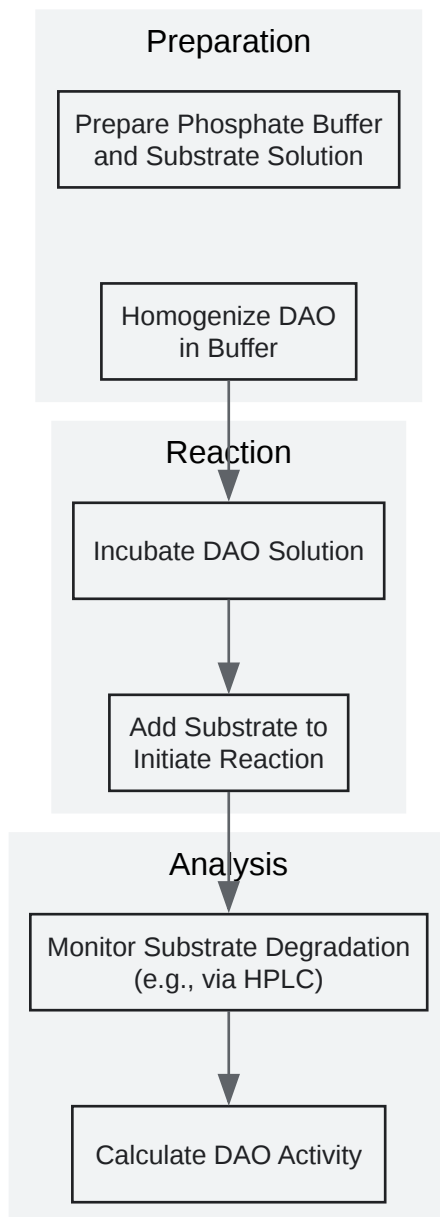 Preparation
Prepare Phosphate Buffer
and Substrate Solution
Homogenize DAO
in Buffer
Reaction
Incubate DAO Solution
Add Substrate to
Initiate Reaction
Analysis
Monitor Substrate Degradation
(e.g., via HPLC)
Calculate DAO Activity